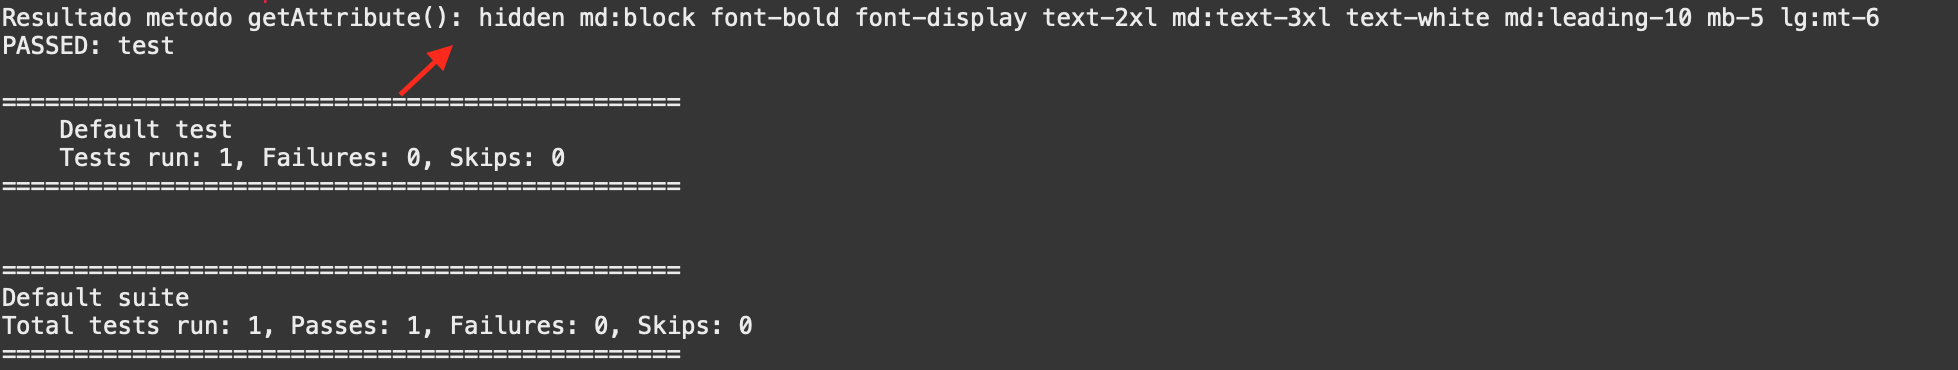 Resultado metodo getAttribute(): hidden md:block font-bold font-display text-2xl md:text-3xl text-white md:leading-10 mb-5 lg:mt-6
PASSED: test
===============================================
Default test
Tests run: 1, Failures: 0, Skips: 0
===============================================
===============================================
Default suite
Total tests run: 1, Passes: 1, Failures: 0, Skips: 0
===============================================